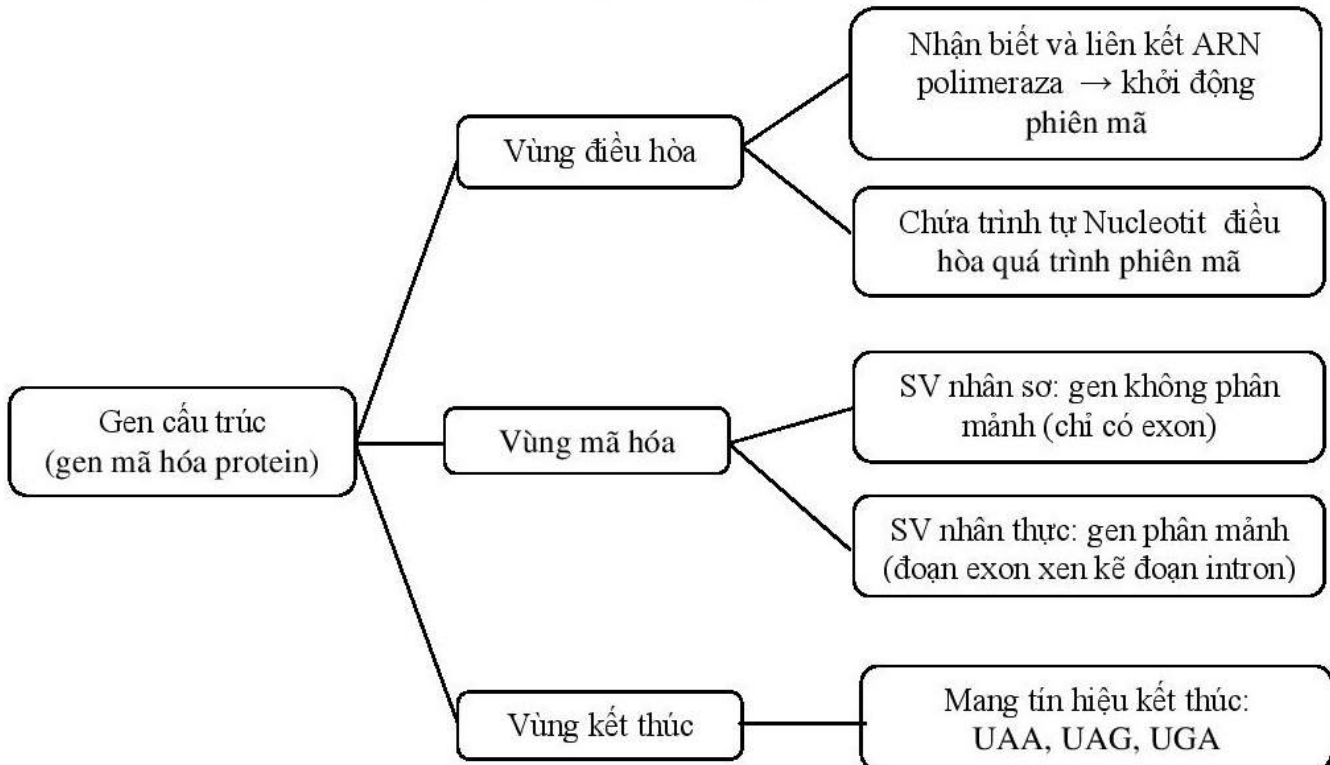 Nhận biết và liên kết ARN
polimeraza → khởi động
phiên mã
Vùng điều hòa
Chứa trình tự Nucleotit điều
hòa quá trình phiên mã
Gen cấu trúc
(gen mã hóa protein)
Vùng mã hóa
SV nhân sơ: gen không phân
mảnh (chỉ có exon)
SV nhân thực: gen phân mảnh
(đoạn exon xen kẽ đoạn intron)
Vùng kết thúc
Mang tín hiệu kết thúc:
UAA, UAG, UGA